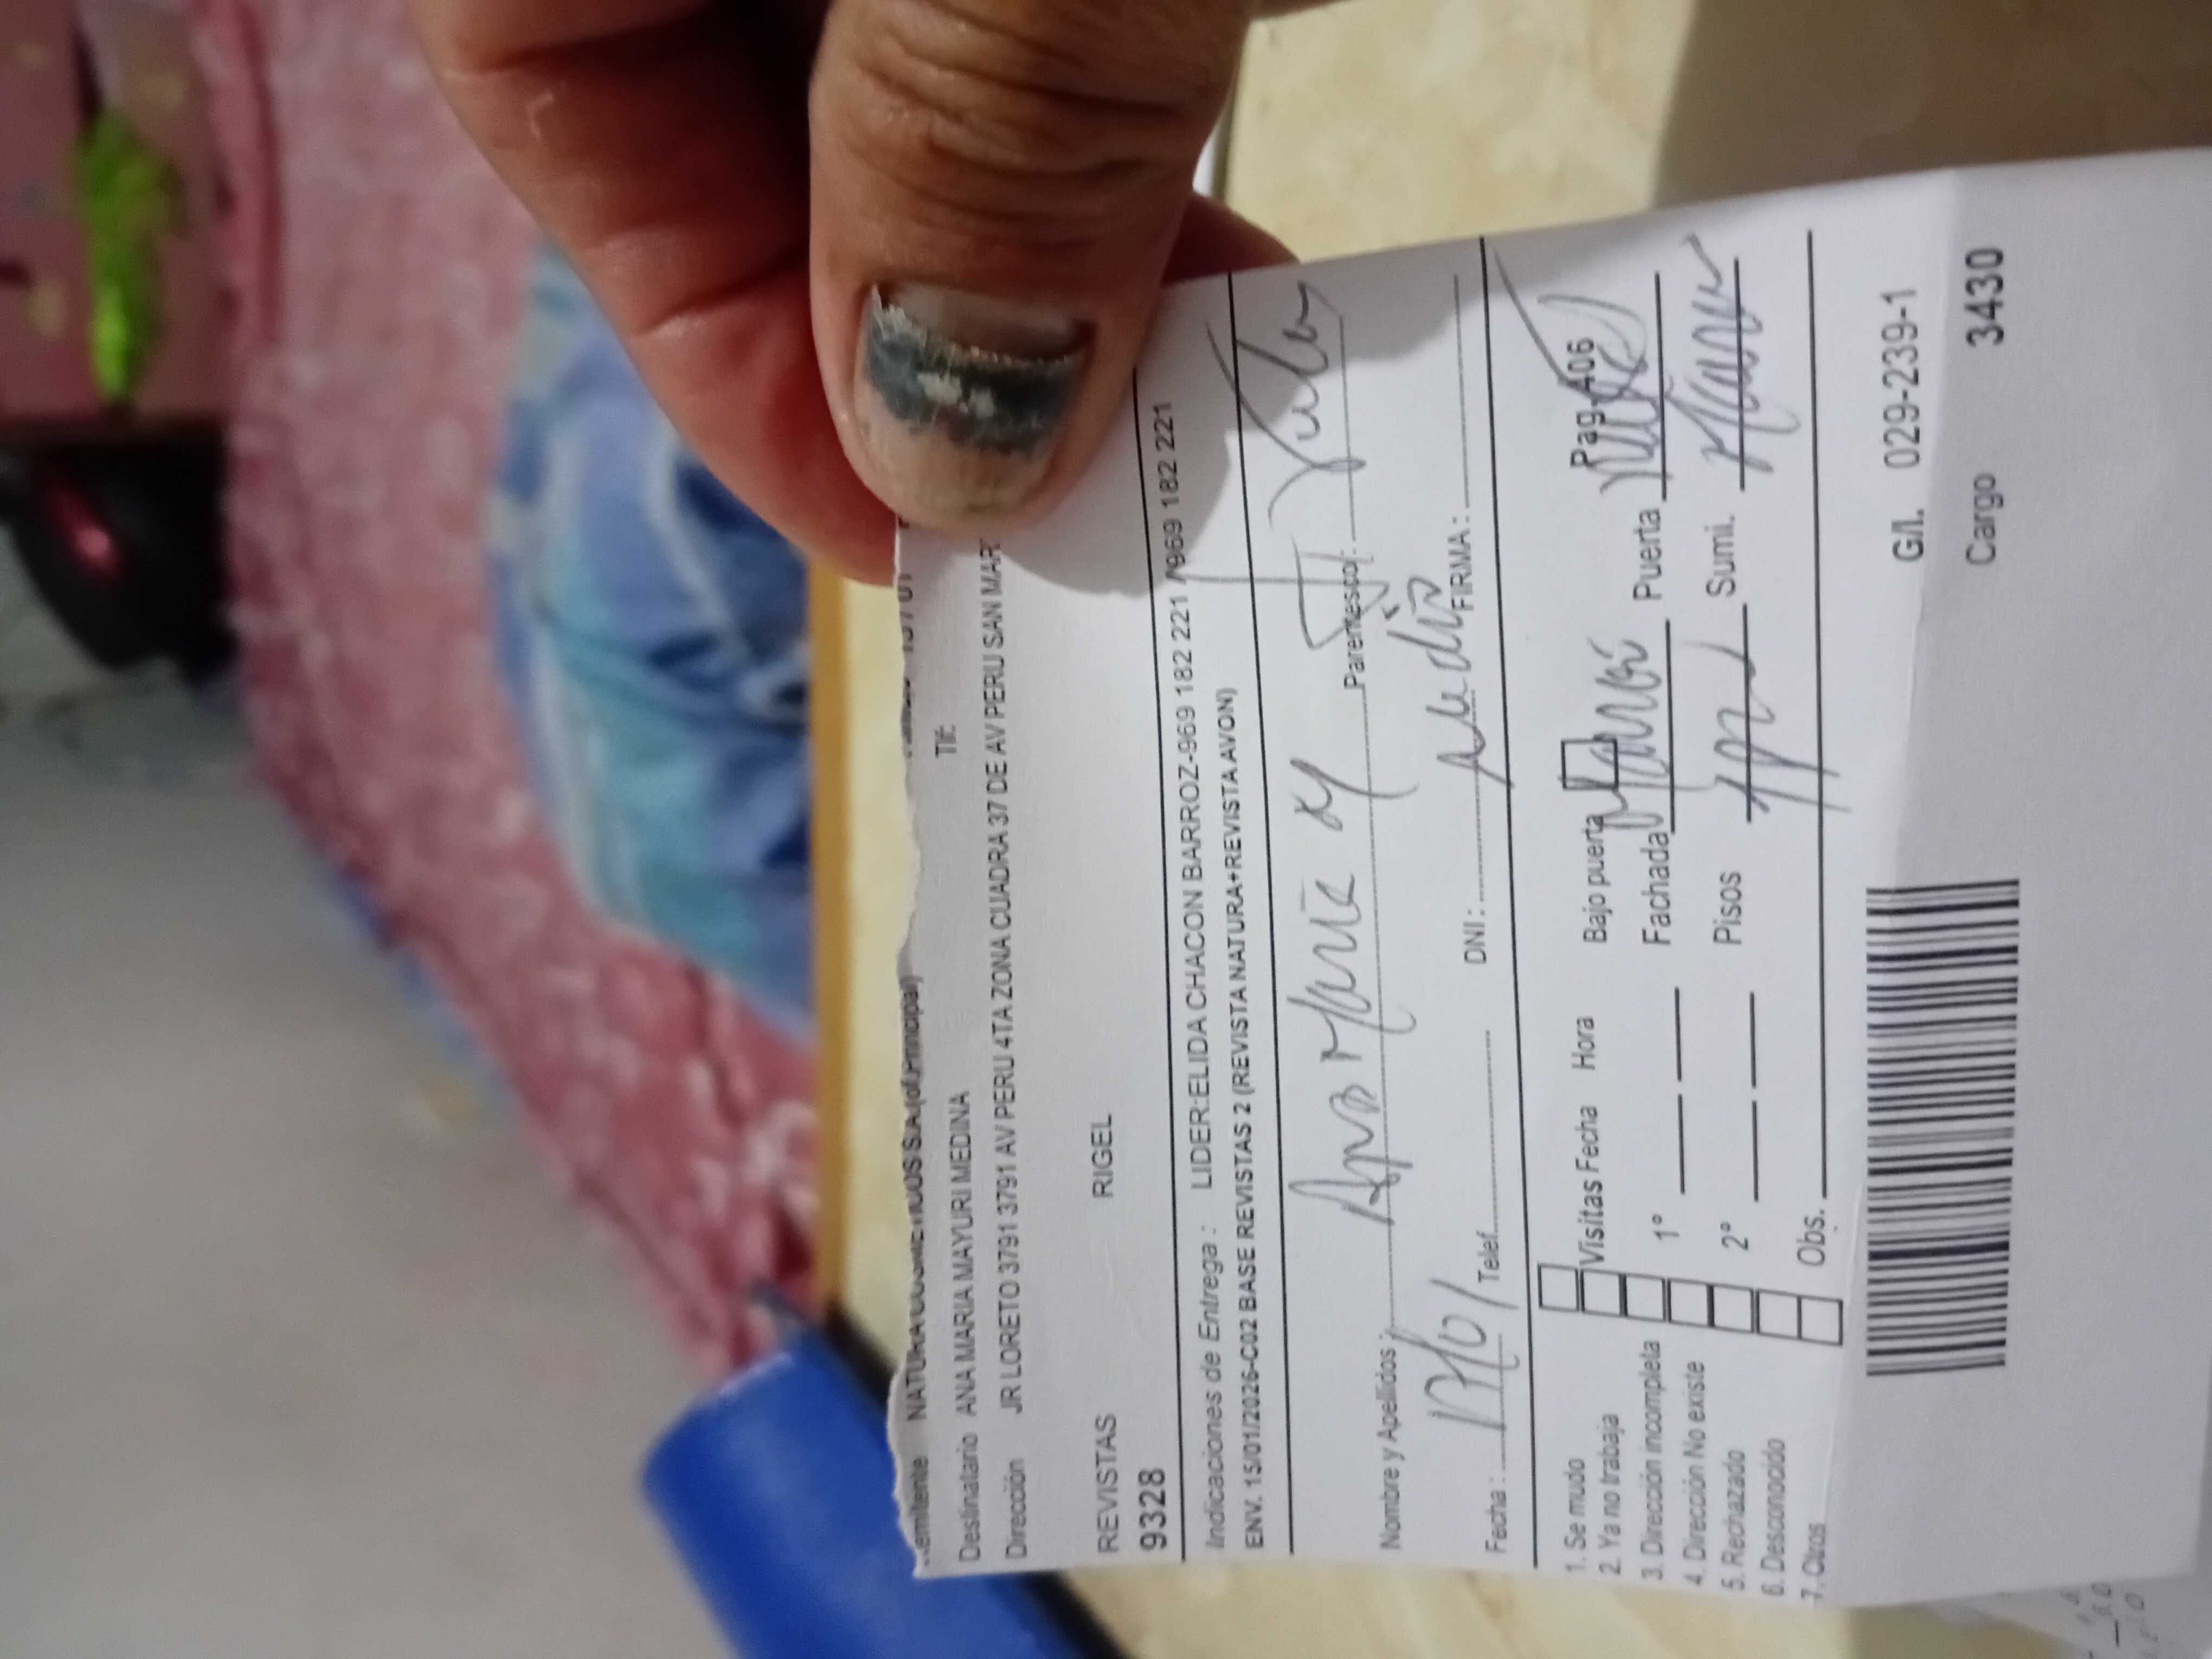 NATURA COSMETICOS S.A.(of.Principal)
Destinatario ANA MARIA MAYURI MEDINA Tlf:
Dirección JR LORETO 3791 3791 AV PERU 4TA ZONA CUADRA 37 DE AV PERU SAN MAR
REVISTAS RIGEL
9328
Indicaciones de Entrega : LIDER:ELIDA CHACON BARROZ-969 182 221 /969 182 221
ENV. 15/01/2026-C02 BASE REVISTAS 2 (REVISTA NATURA+REVISTA AVON)
Nombre y Apellidos : Ana Maria M Parentesco:
Fecha : Telef. DNI : FIRMA:
1. Se mudo
2. Ya no trabaja
3. Dirección incompleta
4. Dirección No existe
5. Rechazado
6. Desconocido
7. Otros
Visitas Fecha Hora Bajo puerta Pag-406
1° Fachada Puerta
2° Pisos Sumi.
Obs.
G/l. 029-239-1
Cargo 3430